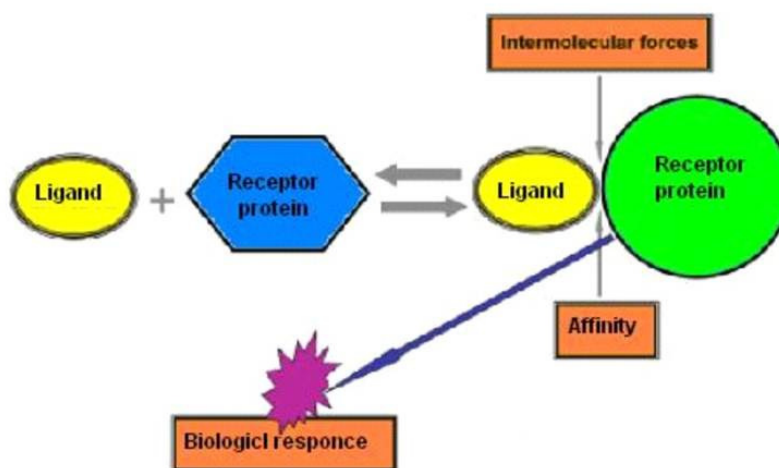 Intermolecular forces
Ligand
+
Receptor
protein
Ligand
Receptor
protein
Affinity
Biologicl responce